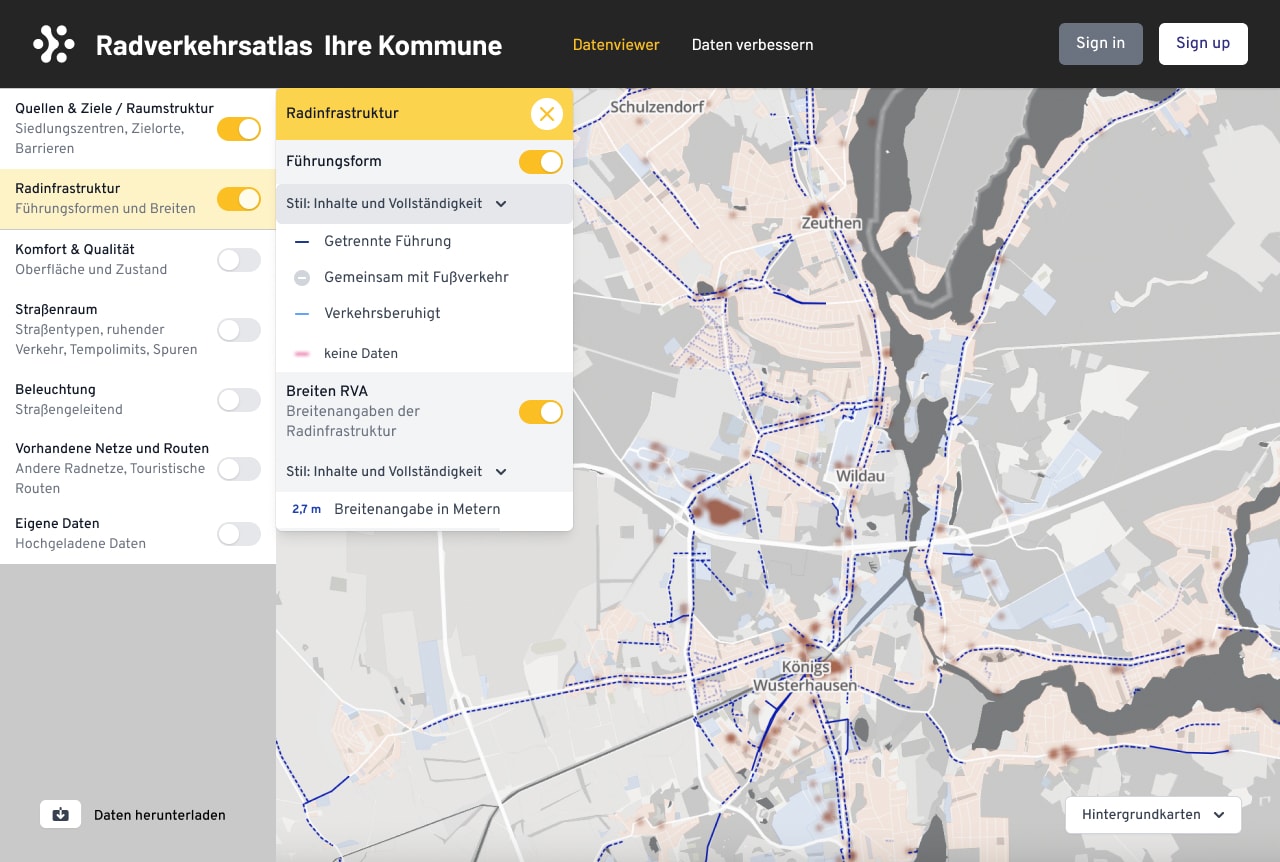 Radverkehrsatlas Ihre Kommune
Datenviewer
Daten verbessern
Sign in
Sign up
Quellen & Ziele / Raumstruktur
Siedlungszentren, Zielorte,
Barrieren
Radinfrastruktur
Führungsformen und Breiten
Komfort & Qualität
Oberfläche und Zustand
Straßenraum
Straßentypen, ruhender
Verkehr, Tempolimits, Spuren
Beleuchtung
Straßengeleitend
Vorhandene Netze und Routen
Andere Radnetze, Touristische
Routen
Eigene Daten
Hochgeladene Daten
Daten herunterladen
Radinfrastruktur
Führungsform
Stil: Inhalte und Vollständigkeit
Getrennte Führung
Gemeinsam mit Fußverkehr
Verkehrsberuhigt
keine Daten
Breiten RVA
Breitenangaben der
Radinfrastruktur
Stil: Inhalte und Vollständigkeit
2,7 m Breitenangabe in Metern
Schulzendorf
Zeuthen
Wildau
Königs
Wusterhausen
Hintergrundkarten